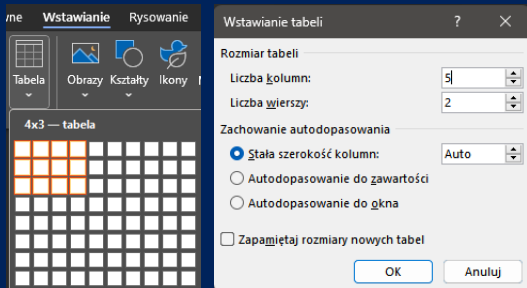 wne Wstawianie Rysowanie
Tabela Obrazy Kształty Ikony
4x3 — tabela
Wstawianie tabeli ? ×
Rozmiar tabeli
Liczba kolumn: 5
Liczba wierszy: 2
Zachowanie autodopasowania
Stała szerokość kolumn: Auto
Autodopasowanie do zawartości
Autodopasowanie do okna
Zapamiętaj rozmiary nowych tabel
OK Anuluj